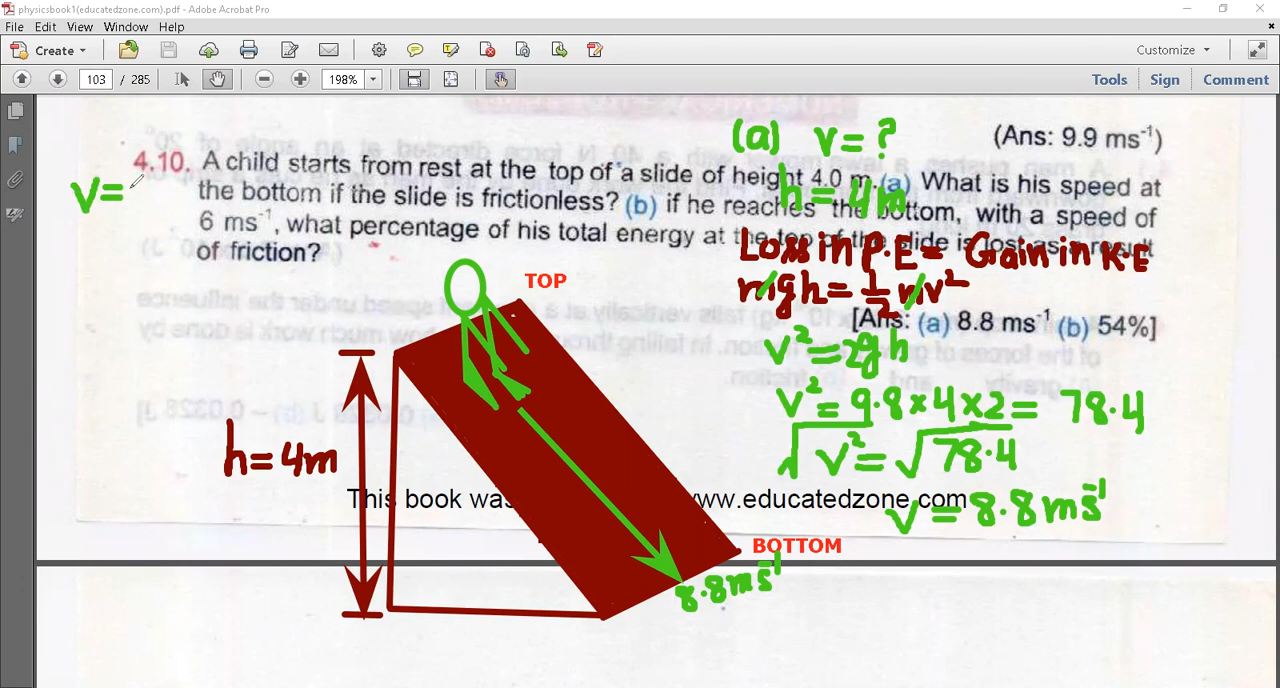 physicsbook1(educatedzone.com).pdf - Adobe Acrobat Pro
File Edit View Window Help
Create
Customize
103 / 285
198%
Tools Sign Comment
(Ans: 9.9 ms⁻¹)
4.10. A child starts from rest at the top of a slide of height 4.0 m. (a) What is his speed at
the bottom if the slide is frictionless? (b) if he reaches the bottom, with a speed of
6 ms⁻¹, what percentage of his total energy at the top of the slide is lost as a result
of friction?
[Ans: (a) 8.8 ms⁻¹ (b) 54%]
V=
(a) v = ?
h = 4m
Loss in P.E = Gain in K.E
mgh = 1/2 mv²
v² = 2gh
v² = 9.8 × 4 × 2 = 78.4
√v² = √78.4
v = 8.8 ms⁻¹
TOP
h = 4m
BOTTOM
8.8 ms⁻¹
This book was
www.educatedzone.com